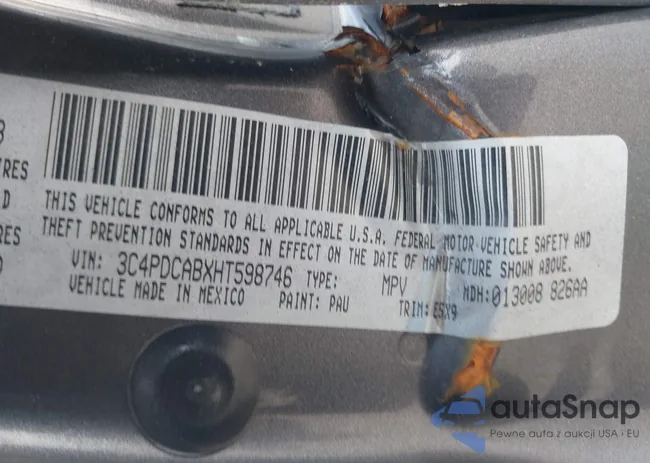 THIS VEHICLE CONFORMS TO ALL APPLICABLE U.S.A. FEDERAL MOTOR VEHICLE SAFETY AND
THEFT PREVENTION STANDARDS IN EFFECT ON THE DATE OF MANUFACTURE SHOWN ABOVE.
VIN: 3C4PDCABXHT598746 TYPE: MPV MDH:013008 826AA
VEHICLE MADE IN MEXICO PAINT: PAU TRIM: E5X9
autaSnap
Pewne auta z aukcji USA i EU